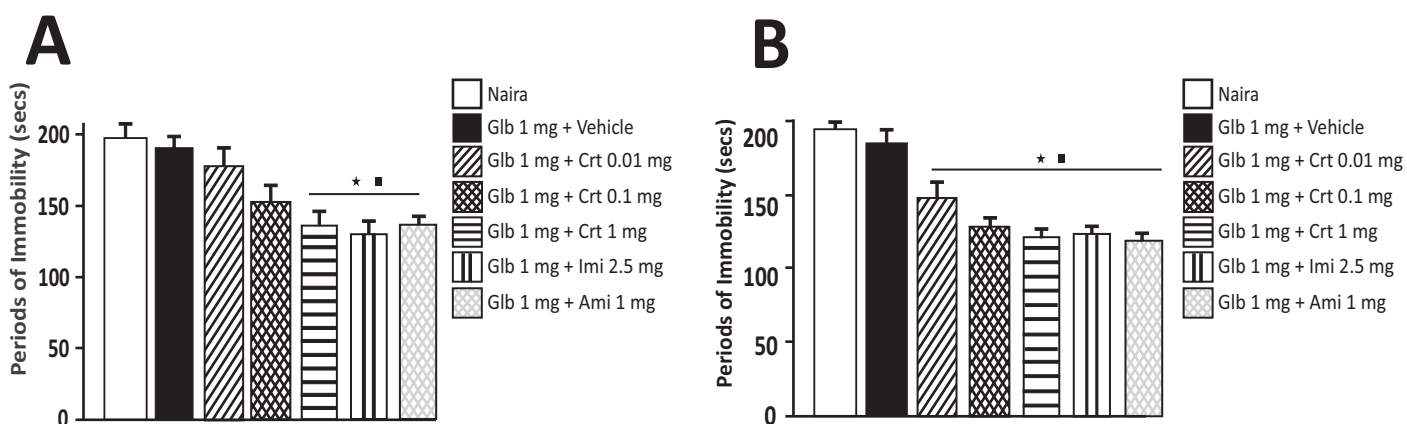 A
Periods of Immobility (secs)
200
150
100
50
0
★ ■
Naira
Glb 1 mg + Vehicle
Glb 1 mg + Crt 0.01 mg
Glb 1 mg + Crt 0.1 mg
Glb 1 mg + Crt 1 mg
Glb 1 mg + Imi 2.5 mg
Glb 1 mg + Ami 1 mg
B
Periods of Immobility (secs)
200
150
100
50
0
★ ■
Naira
Glb 1 mg + Vehicle
Glb 1 mg + Crt 0.01 mg
Glb 1 mg + Crt 0.1 mg
Glb 1 mg + Crt 1 mg
Glb 1 mg + Imi 2.5 mg
Glb 1 mg + Ami 1 mg